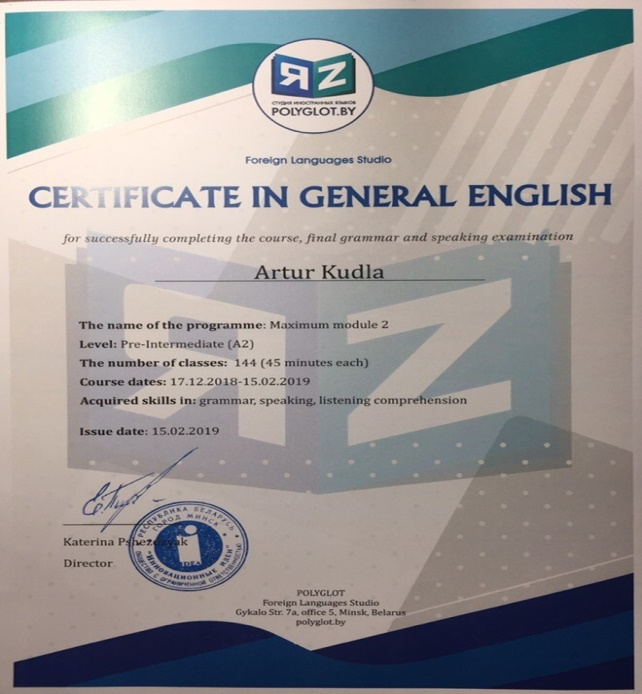 ЯZ
СТУДИЯ ИНОСТРАННЫХ ЯЗЫКОВ
POLYGLOT.BY
Foreign Languages Studio
CERTIFICATE IN GENERAL ENGLISH
for successfully completing the course, final grammar and speaking examination
Artur Kudla
The name of the programme: Maximum module 2
Level: Pre-Intermediate (A2)
The number of classes: 144 (45 minutes each)
Course dates: 17.12.2018-15.02.2019
Acquired skills in: grammar, speaking, listening comprehension
Issue date: 15.02.2019
Katerina
Director
РЕСПУБЛИКА БЕЛАРУСЬ
ГОРОД МИНСК
"ИННОВАЦИОННЫЕ ИДЕИ"
ОБЩЕСТВО С ОГРАНИЧЕННОЙ ОТВЕТСТВЕННОСТЬЮ
POLYGLOT
Foreign Languages Studio
Gykalo Str. 7a, office 5, Minsk, Belarus
polyglot.by